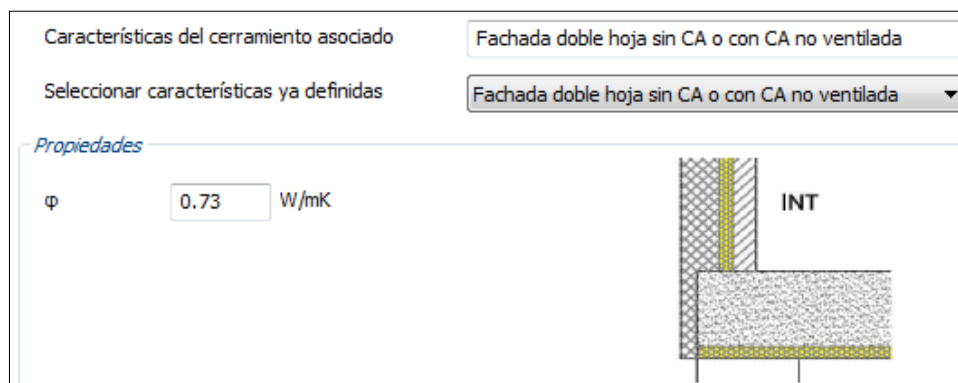 Características del cerramiento asociado
Fachada doble hoja sin CA o con CA no ventilada
Seleccionar características ya definidas
Fachada doble hoja sin CA o con CA no ventilada
Propiedades
φ 0.73 W/mK
INT